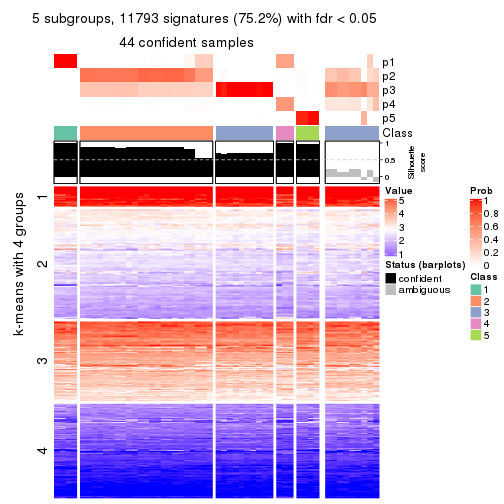 5 subgroups, 11793 signatures (75.2%) with fdr < 0.05
44 confident samples
p1
p2
p3
p4
p5
Class
1
0.5
0
Silhouette
score
k-means with 4 groups
1
2
3
4
Value
5
4
3
2
1
Status (barplots)
confident
ambiguous
Prob
1
0.8
0.6
0.4
0.2
0
Class
1
2
3
4
5